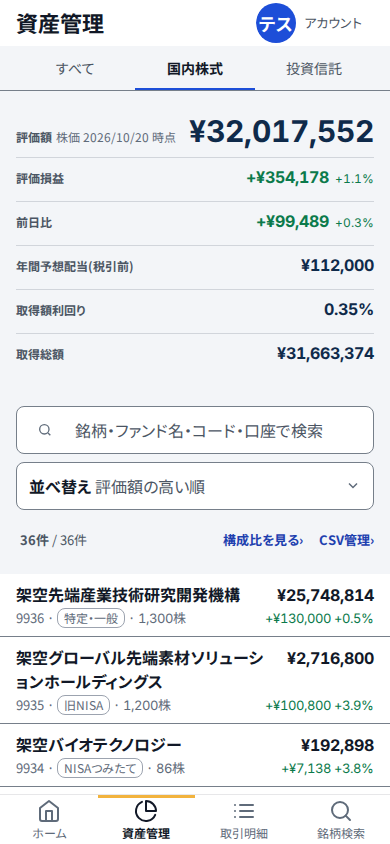 資産管理
テス アカウント
すべて 国内株式 投資信託
評価額 株価 2026/10/20 時点 ¥32,017,552
評価損益 +¥354,178 +1.1%
前日比 +¥99,489 +0.3%
年間予想配当(税引前) ¥112,000
取得額利回り 0.35%
取得総額 ¥31,663,374
銘柄・ファンド名・コード・口座で検索
並べ替え 評価額の高い順
36件 / 36件 構成比を見る› CSV管理›
架空先端産業技術研究開発機構 ¥25,748,814
9936 · 特定・一般 · 1,300株 +¥130,000 +0.5%
架空グローバル先端素材ソリューシ ¥2,716,800
ョンホールディングス
9935 · 旧NISA · 1,200株 +¥100,800 +3.9%
架空バイオテクノロジー ¥192,898
9934 · NISAつみたて · 86株 +¥7,138 +3.8%
ホーム 資産管理 取引明細 銘柄検索